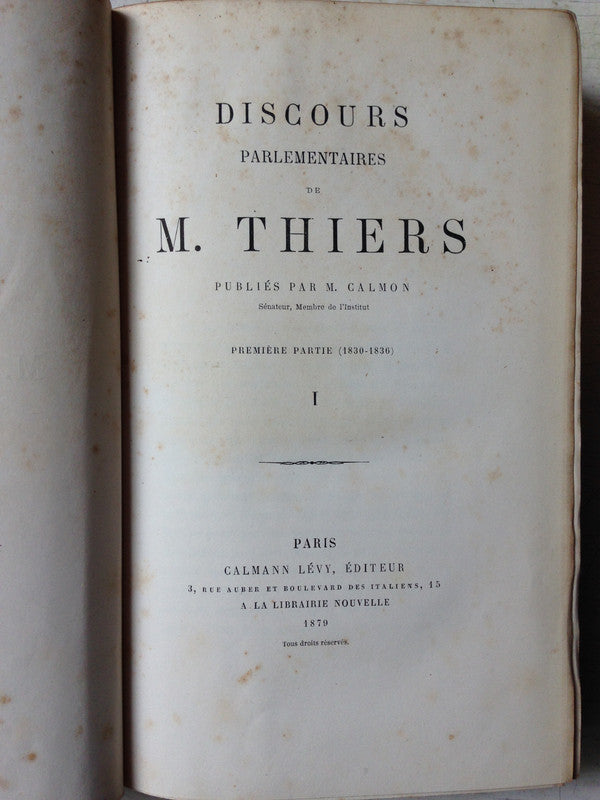 DISCOURS
PARLEMENTAIRES
DE
M. THIERS
PUBLIÉS PAR M. CALMON
Sénateur, Membre de l'Institut
PREMIÈRE PARTIE (1830-1836)
I
PARIS
CALMANN LÉVY, ÉDITEUR
3, RUE AUBER ET BOULEVARD DES ITALIENS, 15
A LA LIBRAIRIE NOUVELLE
1879
Tous droits réservés.